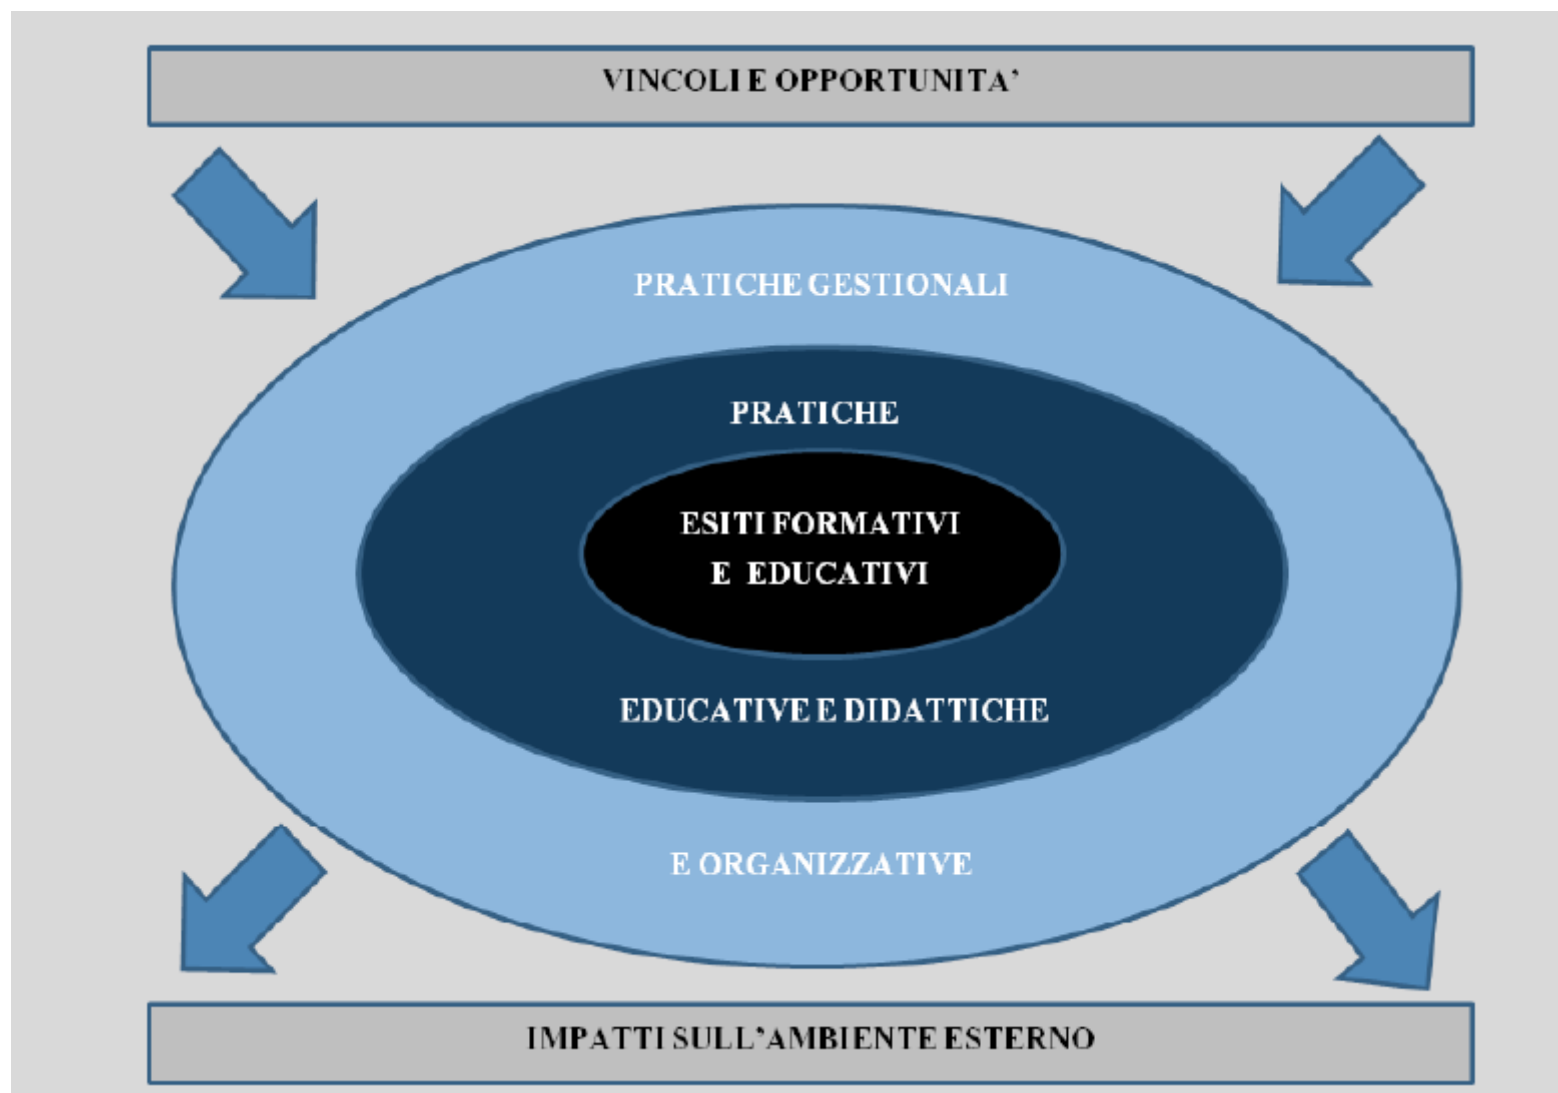 VINCOLI E OPPORTUNITA’
PRATICHE GESTIONALI
PRATICHE
ESITI FORMATIVI
E EDUCATIVI
EDUCATIVE E DIDATTICHE
E ORGANIZZATIVE
IMPATTI SULL’AMBIENTE ESTERNO